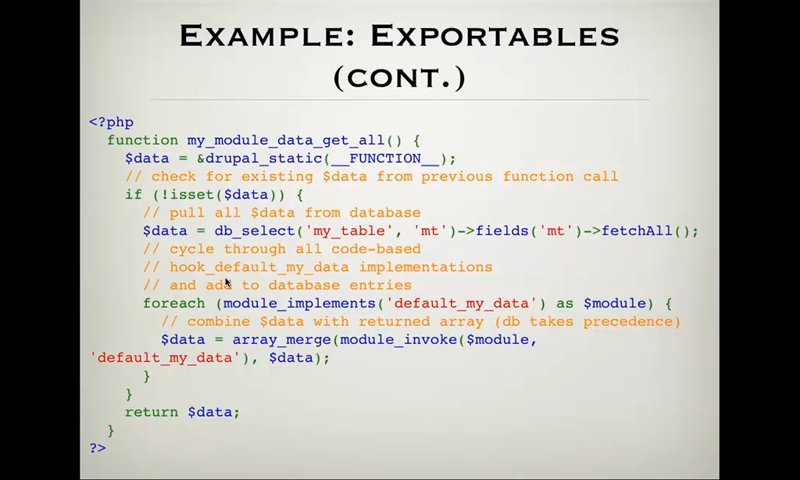 EXAMPLE: EXPORTABLES
(CONT.)
<?php
function my_module_data_get_all() {
$data = &drupal_static(__FUNCTION__);
// check for existing $data from previous function call
if (!isset($data)) {
// pull all $data from database
$data = db_select('my_table', 'mt')->fields('mt')->fetchAll();
// cycle through all code-based
// hook_default_my_data implementations
// and add to database entries
foreach (module_implements('default_my_data') as $module) {
// combine $data with returned array (db takes precedence)
$data = array_merge(module_invoke($module,
'default_my_data'), $data);
}
}
return $data;
}
?>